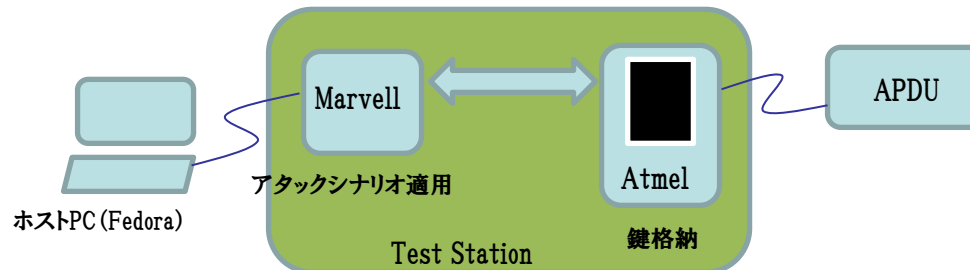 Marvell
APDU
アタックシナリオ適用
Atmel
ホストPC(Fedora)
鍵格納
Test Station